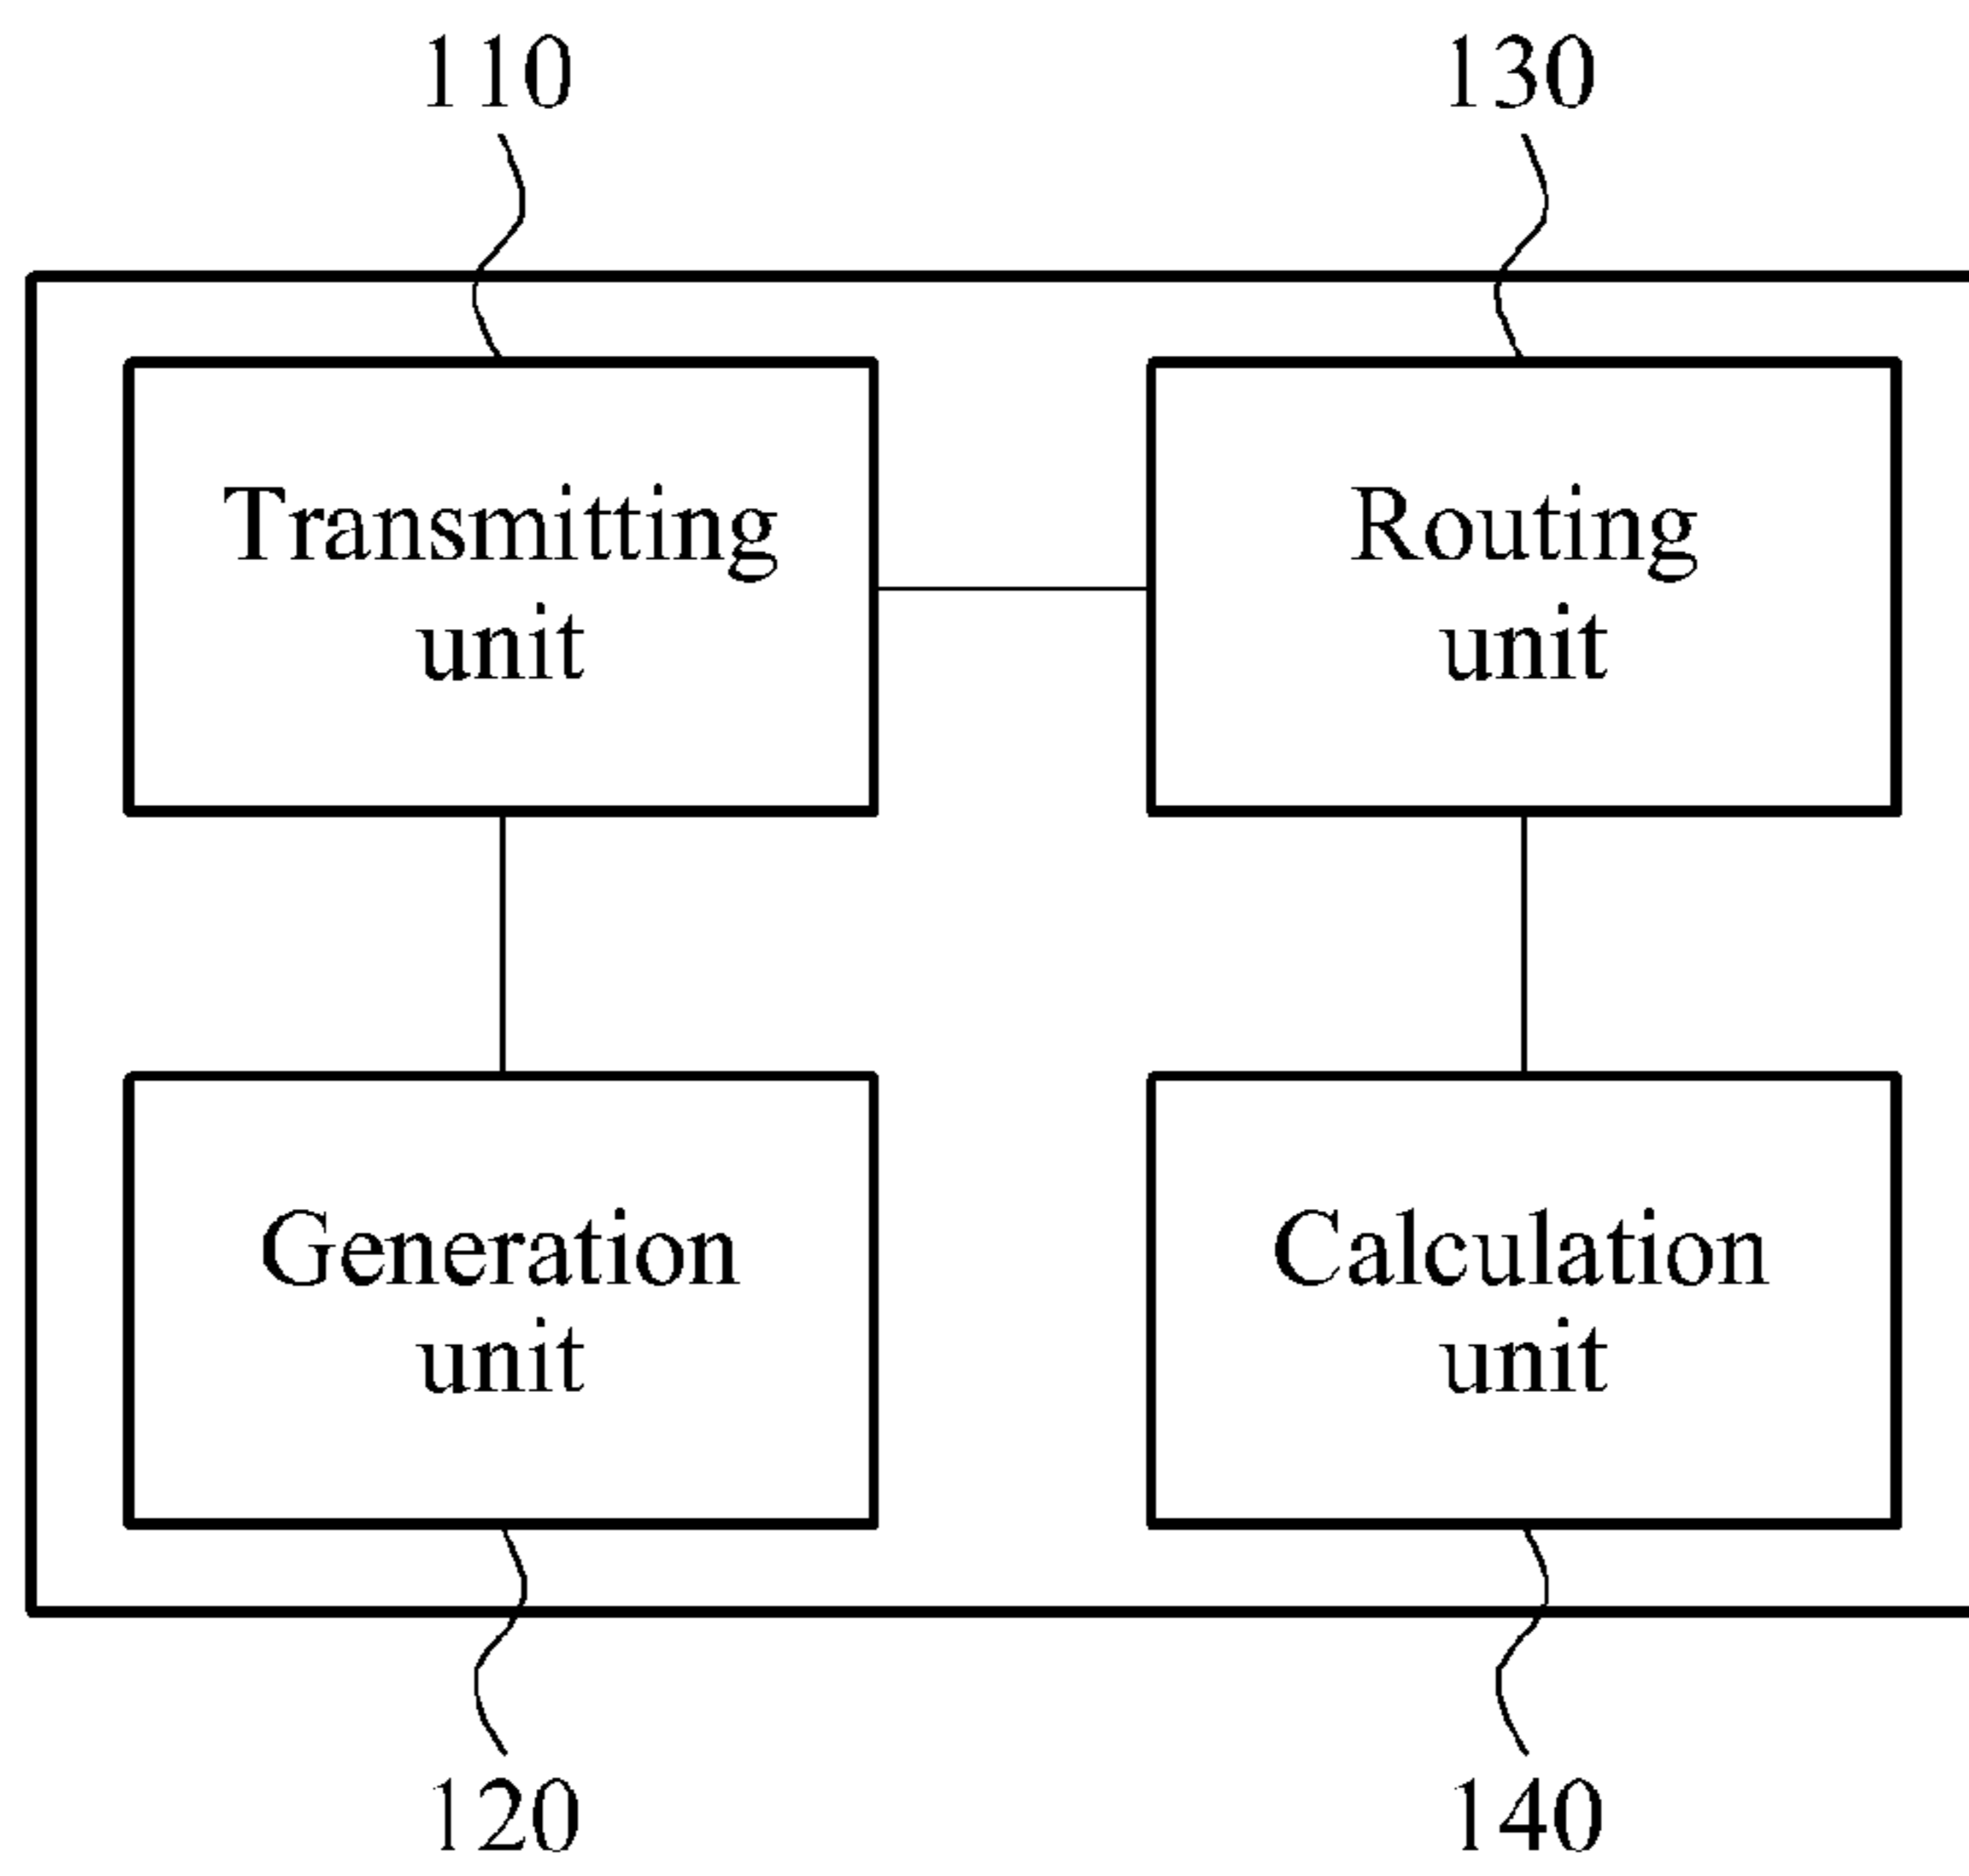 110
130
Transmitting
unit
Routing
unit
Generation
unit
Calculation
unit
120
140